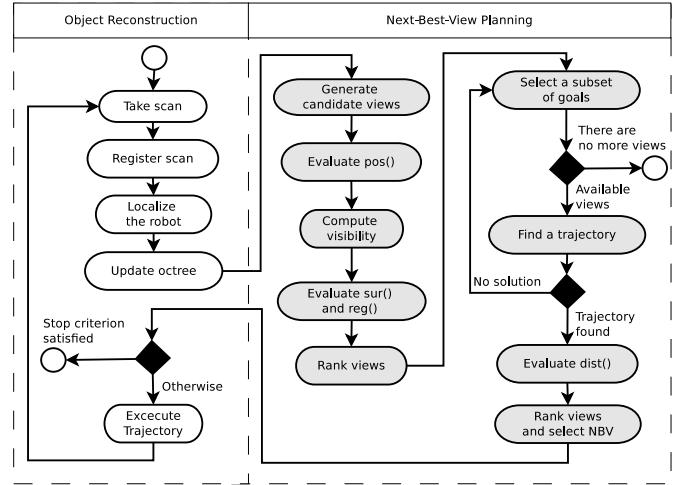 Object Reconstruction
Next-Best-View Planning
Take scan
Register scan
Localize
the robot
Update octree
Stop criterion
satisfied
Otherwise
Excecute
Trajectory
Generate
candidate views
Evaluate pos()
Compute
visibility
Evaluate sur()
and reg()
Rank views
Select a subset
of goals
There are
no more views
Available
views
Find a trajectory
No solution
Trajectory
found
Evaluate dist()
Rank views
and select NBV